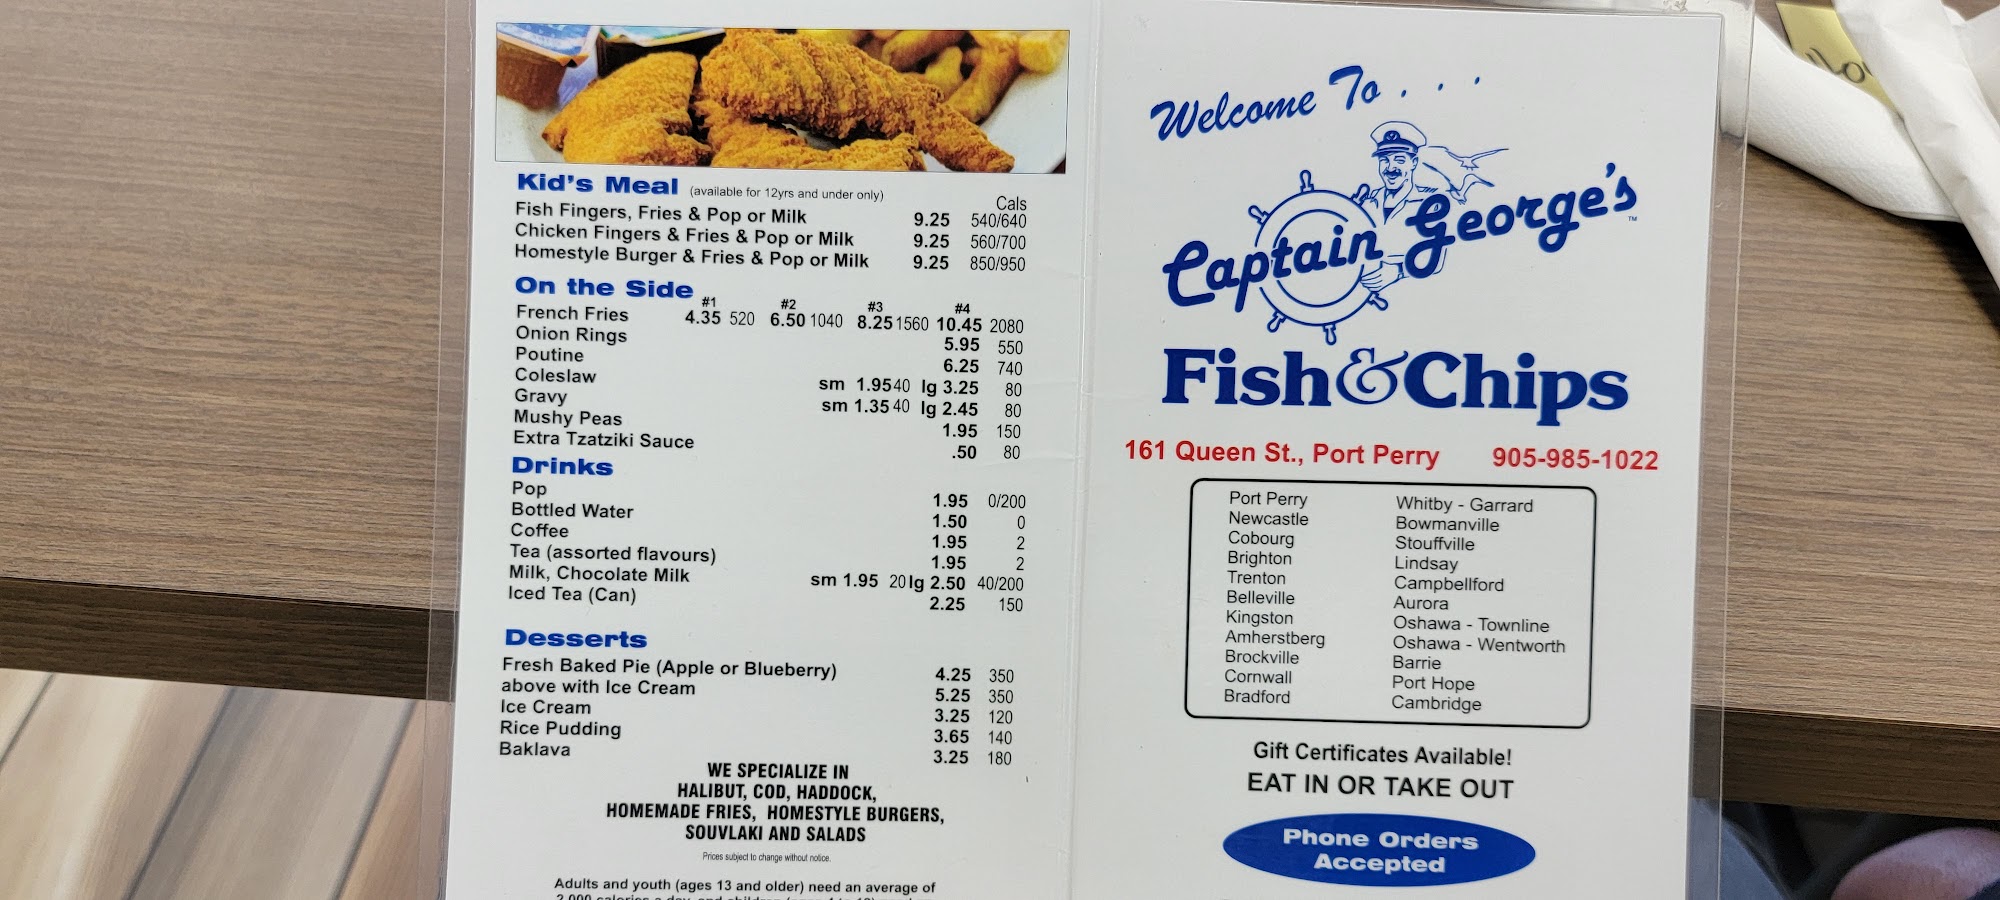 Kid's Meal (available for 12yrs and under only) Cals
Fish Fingers, Fries & Pop or Milk 9.25 540/640
Chicken Fingers & Fries & Pop or Milk 9.25 560/700
Homestyle Burger & Fries & Pop or Milk 9.25 850/950
On the Side
#1 #2 #3 #4
French Fries 4.35 520 6.50 1040 8.25 1560 10.45 2080
Onion Rings 5.95 550
Poutine 6.25 740
Coleslaw sm 1.95 40 lg 3.25 80
Gravy sm 1.35 40 lg 2.45 80
Mushy Peas 1.95 150
Extra Tzatziki Sauce .50 80
Drinks
Pop 1.95 0/200
Bottled Water 1.50 0
Coffee 1.95 2
Tea (assorted flavours) 1.95 2
Milk, Chocolate Milk sm 1.95 20 lg 2.50 40/200
Iced Tea (Can) 2.25 150
Desserts
Fresh Baked Pie (Apple or Blueberry) 4.25 350
above with Ice Cream 5.25 350
Ice Cream 3.25 120
Rice Pudding 3.65 140
Baklava 3.25 180
WE SPECIALIZE IN
HALIBUT, COD, HADDOCK,
HOMEMADE FRIES, HOMESTYLE BURGERS,
SOUVLAKI AND SALADS
Prices subject to change without notice.
Adults and youth (ages 13 and older) need an average of
Welcome To . . .
Captain George's™
Fish & Chips
161 Queen St., Port Perry 905-985-1022
Port Perry
Newcastle
Cobourg
Brighton
Trenton
Belleville
Kingston
Amherstberg
Brockville
Cornwall
Bradford
Whitby - Garrard
Bowmanville
Stouffville
Lindsay
Campbellford
Aurora
Oshawa - Townline
Oshawa - Wentworth
Barrie
Port Hope
Cambridge
Gift Certificates Available!
EAT IN OR TAKE OUT
Phone Orders
Accepted